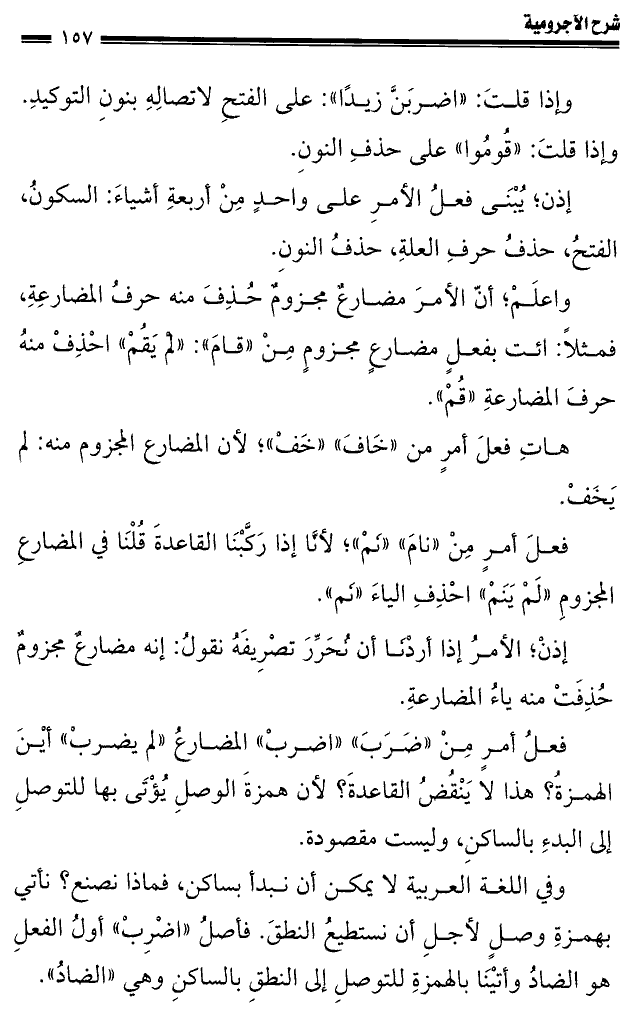 شرح الآجرومية
١٥٧
وإذا قلتَ: «اضربَنَّ زيدًا»: على الفتحِ لاتصالِهِ بنونِ التوكيدِ.
وإذا قلتَ: «قُومُوا» على حذفِ النونِ.
إذن؛ يُبْنَى فعلُ الأمرِ على واحدٍ مِنْ أربعةِ أشياءَ: السكونُ،
الفتحُ، حذفُ حرفِ العلةِ، حذفُ النونِ.
واعلَمْ؛ أنّ الأمرَ مضارعٌ مجزومٌ حُذِفَ منه حرفُ المضارعةِ،
فمثلاً: ائت بفعلٍ مضارعٍ مجزومٍ مِنْ «قامَ»: «لَمْ يَقُمْ» احْذِفْ منهُ
حرفَ المضارعةِ «قُمْ».
هاتِ فعلَ أمرٍ من «خَافَ» «خَفْ»؛ لأن المضارع المجزوم منه: لم
يَخَفْ.
فعلَ أمرٍ مِنْ «نامَ» «نَمْ»؛ لأنَّا إذا رَكَّبْنَا القاعدةَ قُلْنَا في المضارعِ
المجزومِ «لَمْ يَنَمْ» احْذِفِ الياءَ «نَم».
إذنْ؛ الأمرُ إذا أردْنَا أن نُحَرِّرَ تصْرِيفَهُ نقولُ: إنه مضارعٌ مجزومٌ
حُذِفَتْ منه ياءُ المضارعةِ.
فعلُ أمرٍ مِنْ «ضَرَبَ» «اضربْ» المضارعُ «لم يضربْ» أيْنَ
الهمزةُ؟ هذا لا يَنْقُضُ القاعدةَ؟ لأن همزةَ الوصلِ يُؤْتَى بها للتوصلِ
إلى البدءِ بالساكنِ، وليست مقصودة.
وفي اللغة العربية لا يمكن أن نبدأ بساكن، فماذا نصنع؟ نأتي
بهمزةِ وصلٍ لأجلِ أن نستطيعُ النطقَ. فأصلُ «اضْرِبْ» أولُ الفعلِ
هو الضادُ وأتيْنَا بالهمزةِ للتوصلِ إلى النطقِ بالساكنِ وهي «الضادُ».